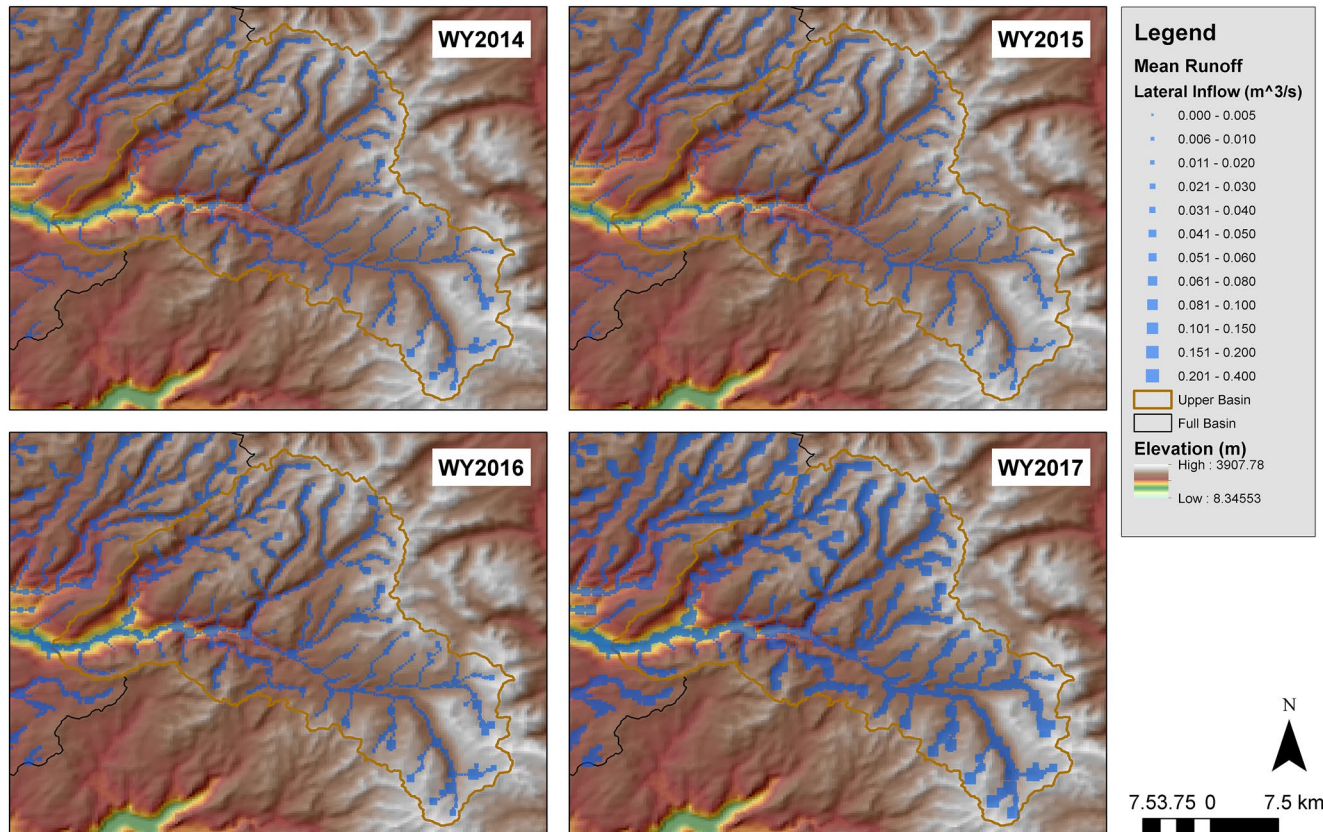 WY2014
WY2015
WY2016
WY2017
Legend
Mean Runoff
Lateral Inflow (m^3/s)
0.000 - 0.005
0.006 - 0.010
0.011 - 0.020
0.021 - 0.030
0.031 - 0.040
0.041 - 0.050
0.051 - 0.060
0.061 - 0.080
0.081 - 0.100
0.101 - 0.150
0.151 - 0.200
0.201 - 0.400
Upper Basin
Full Basin
Elevation (m)
High : 3907.78
Low : 8.34553
N
7.53.75 0 7.5 km